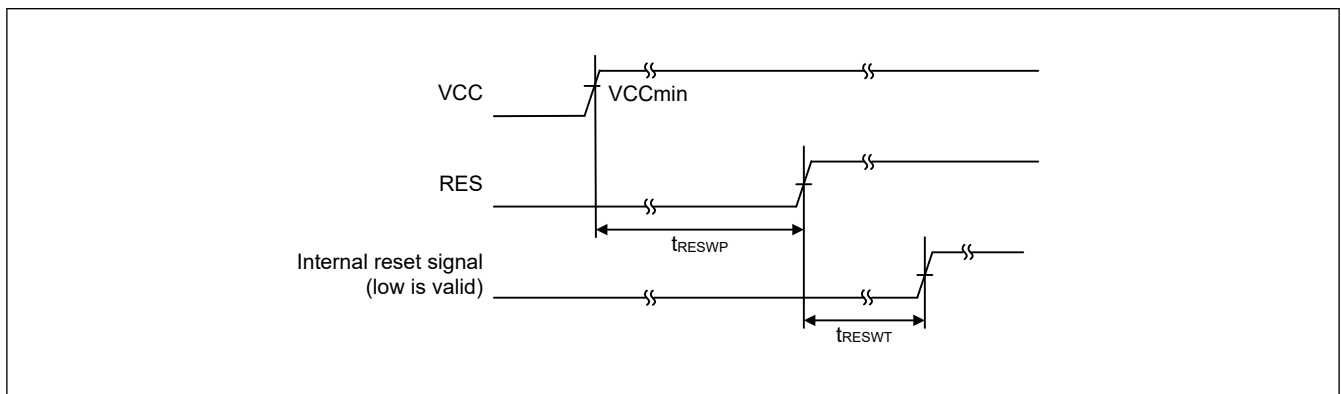 VCC
VCCmin
RES
tRESWP
Internal reset signal
(low is valid)
tRESWT